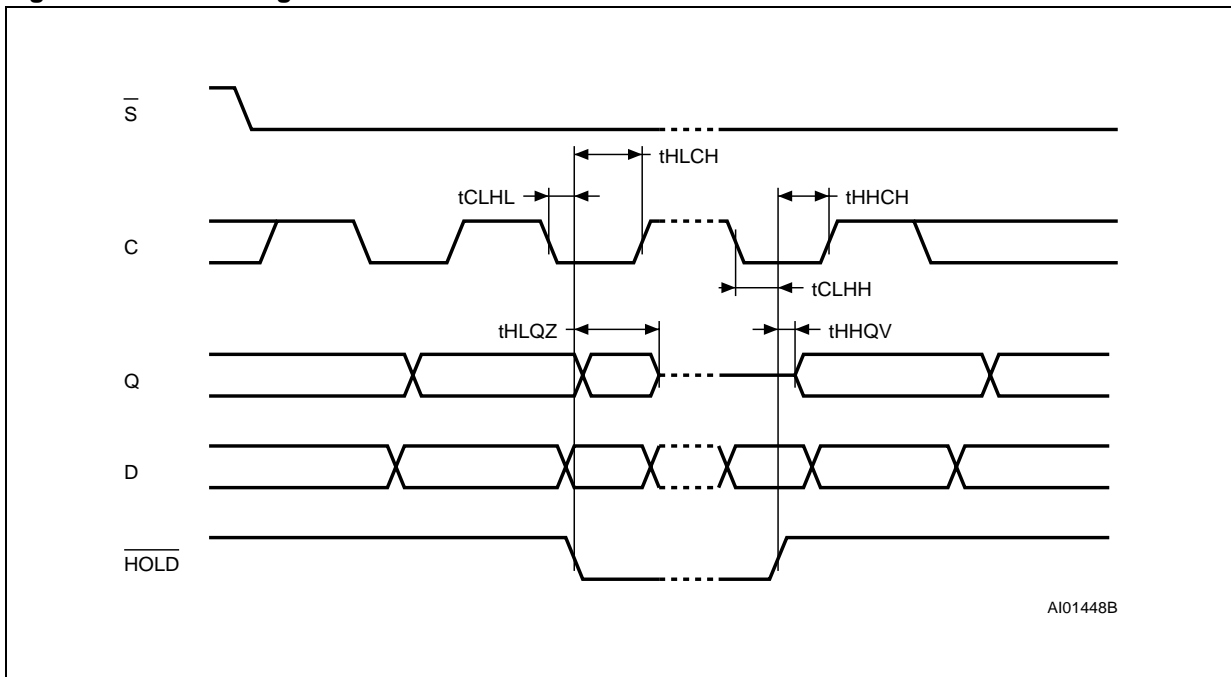 S
tHLCH
tCLHL
tHHCH
C
tCLHH
tHLQZ
tHHQV
Q
D
HOLD
AI01448B